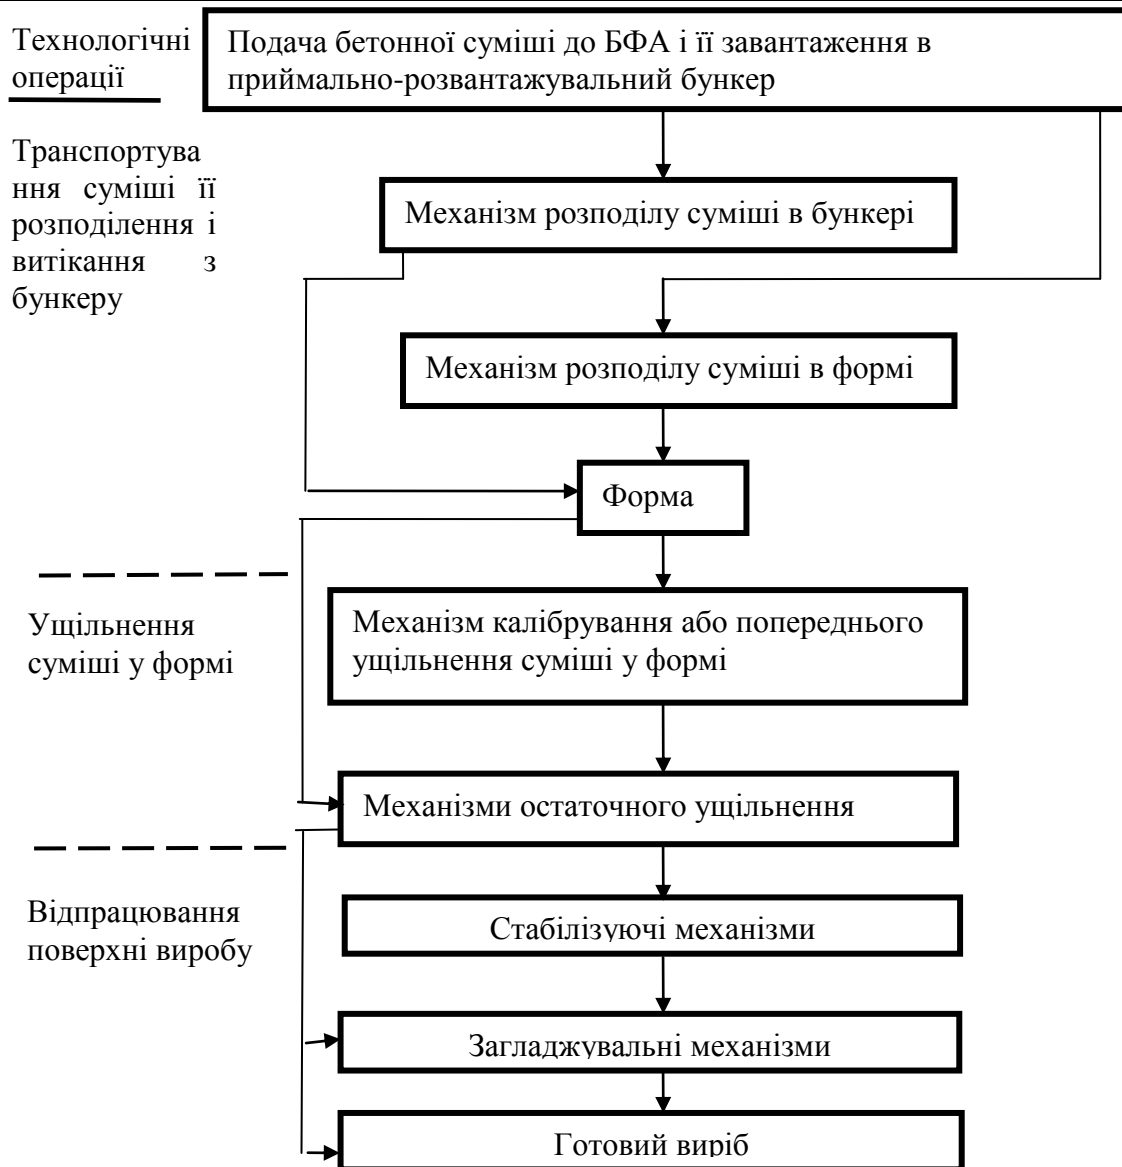 Технологічні
операції
Подача бетонної суміші до БФА і її завантаження в
приймально-розвантажувальний бункер
Транспортува
ння суміші її
розподілення і
витікання з
бункеру
Механізм розподілу суміші в бункері
Механізм розподілу суміші в формі
Форма
Ущільнення
суміші у формі
Механізм калібрування або попереднього
ущільнення суміші у формі
Механізми остаточного ущільнення
Відпрацювання
поверхні виробу
Стабілізуючі механізми
Загладжувальні механізми
Готовий виріб